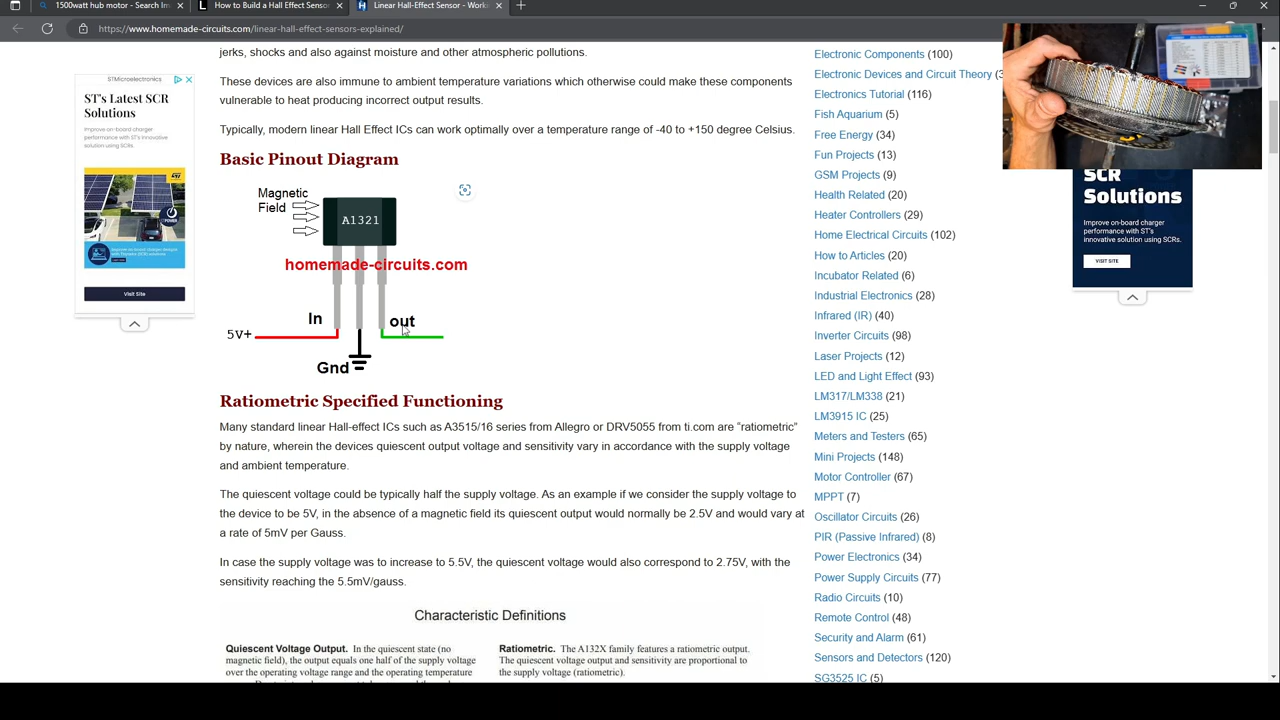 1500watt hub motor - Search Im
How to Build a Hall Effect Sensor
Linear Hall-Effect Sensor - Worki
https://www.homemade-circuits.com/linear-hall-effect-sensors-explained/
jerks, shocks and also against moisture and other atmospheric pollutions.
These devices are also immune to ambient temperature variations which otherwise could make these components
vulnerable to heat producing incorrect output results.
Typically, modern linear Hall Effect ICs can work optimally over a temperature range of -40 to +150 degree Celsius.
Basic Pinout Diagram
Magnetic
Field
A1321
homemade-circuits.com
In
out
5V+
Gnd
Ratiometric Specified Functioning
Many standard linear Hall-effect ICs such as A3515/16 series from Allegro or DRV5055 from ti.com are “ratiometric”
by nature, wherein the devices quiescent output voltage and sensitivity vary in accordance with the supply voltage
and ambient temperature.
The quiescent voltage could be typically half the supply voltage. As an example if we consider the supply voltage to
the device to be 5V, in the absence of a magnetic field its quiescent output would normally be 2.5V and would vary at
a rate of 5mV per Gauss.
In case the supply voltage was to increase to 5.5V, the quiescent voltage would also correspond to 2.75V, with the
sensitivity reaching the 5.5mV/gauss.
Characteristic Definitions
Quiescent Voltage Output. In the quiescent state (no
magnetic field), the output equals one half of the supply voltage
over the operating voltage range and the operating temperature
Ratiometric. The A132X family features a ratiometric output.
The quiescent voltage output and sensitivity are proportional to
the supply voltage (ratiometric).
STMicroelectronics
ST's Latest SCR
Solutions
Improve on-board charger
performance with ST's innovative
solution using SCRs.
Visit Site
Electronic Components (100)
Electronic Devices and Circuit Theory (3
Electronics Tutorial (116)
Fish Aquarium (5)
Free Energy (34)
Fun Projects (13)
GSM Projects (9)
Health Related (20)
Heater Controllers (29)
Home Electrical Circuits (102)
How to Articles (20)
Incubator Related (6)
Industrial Electronics (28)
Infrared (IR) (40)
Inverter Circuits (98)
Laser Projects (12)
LED and Light Effect (93)
LM317/LM338 (21)
LM3915 IC (25)
Meters and Testers (65)
Mini Projects (148)
Motor Controller (67)
MPPT (7)
Oscillator Circuits (26)
PIR (Passive Infrared) (8)
Power Electronics (34)
Power Supply Circuits (77)
Radio Circuits (10)
Remote Control (48)
Security and Alarm (61)
Sensors and Detectors (120)
SG3525 IC (5)
SCR
Solutions
Improve on-board charger
performance with ST's
innovative solution using SCRs.
VISIT SITE